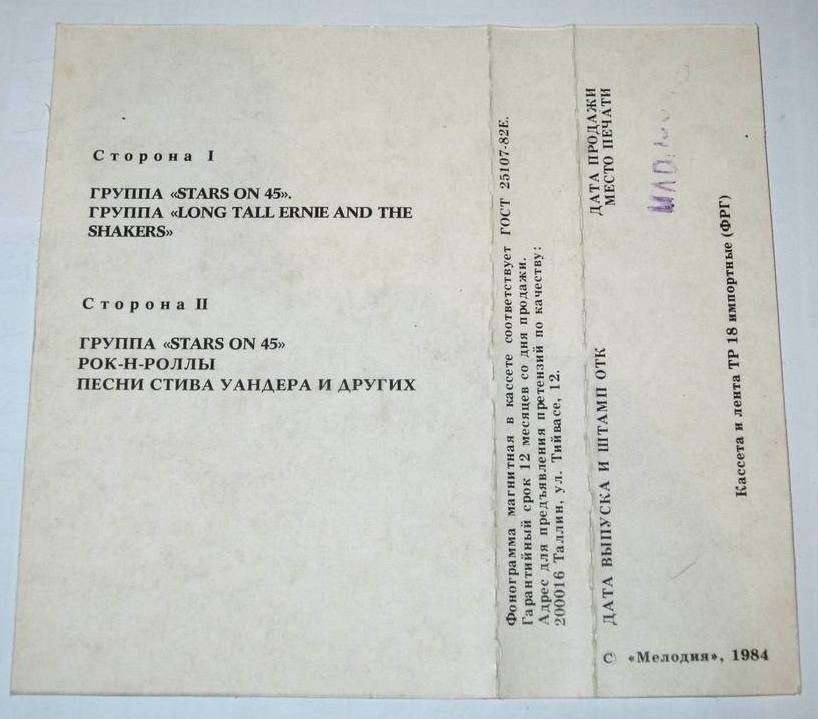 Сторона I
ГРУППА «STARS ON 45».
ГРУППА «LONG TALL ERNIE AND THE
SHAKERS»
Сторона II
ГРУППА «STARS ON 45»
РОК-Н-РОЛЛЫ
ПЕСНИ СТИВА УАНДЕРА И ДРУГИХ
Фонограмма магнитная в кассете соответствует ГОСТ 25107-82Е.
Гарантийный срок 12 месяцев со дня продажи.
Адрес для предъявления претензий по качеству:
200016 Таллин, ул. Тийвасе, 12.
ДАТА ВЫПУСКА И ШТАМП ОТК
ДАТА ПРОДАЖИ
МЕСТО ПЕЧАТИ
Кассета и лента ТР 18 импортные (ФРГ)
© «Мелодия», 1984